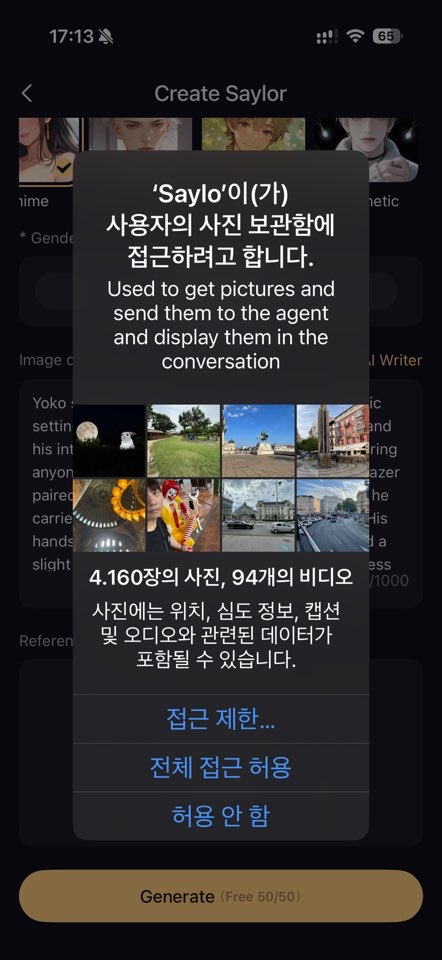 17:13
65
Create Saylor
nime
netic
‘Saylo’이(가)
사용자의 사진 보관함에
접근하려고 합니다.
Used to get pictures and
send them to the agent
and display them in the
conversation
* Gende
Image d
AI Writer
Yoko s
ic
settin
and
his int
ring
anyon
azer
paired
he
carrie
His
hands
d a
slight
ess
/1000
4.160장의 사진, 94개의 비디오
사진에는 위치, 심도 정보, 캡션
및 오디오와 관련된 데이터가
포함될 수 있습니다.
Referen
접근 제한...
전체 접근 허용
허용 안 함
Generate (Free 50/50)